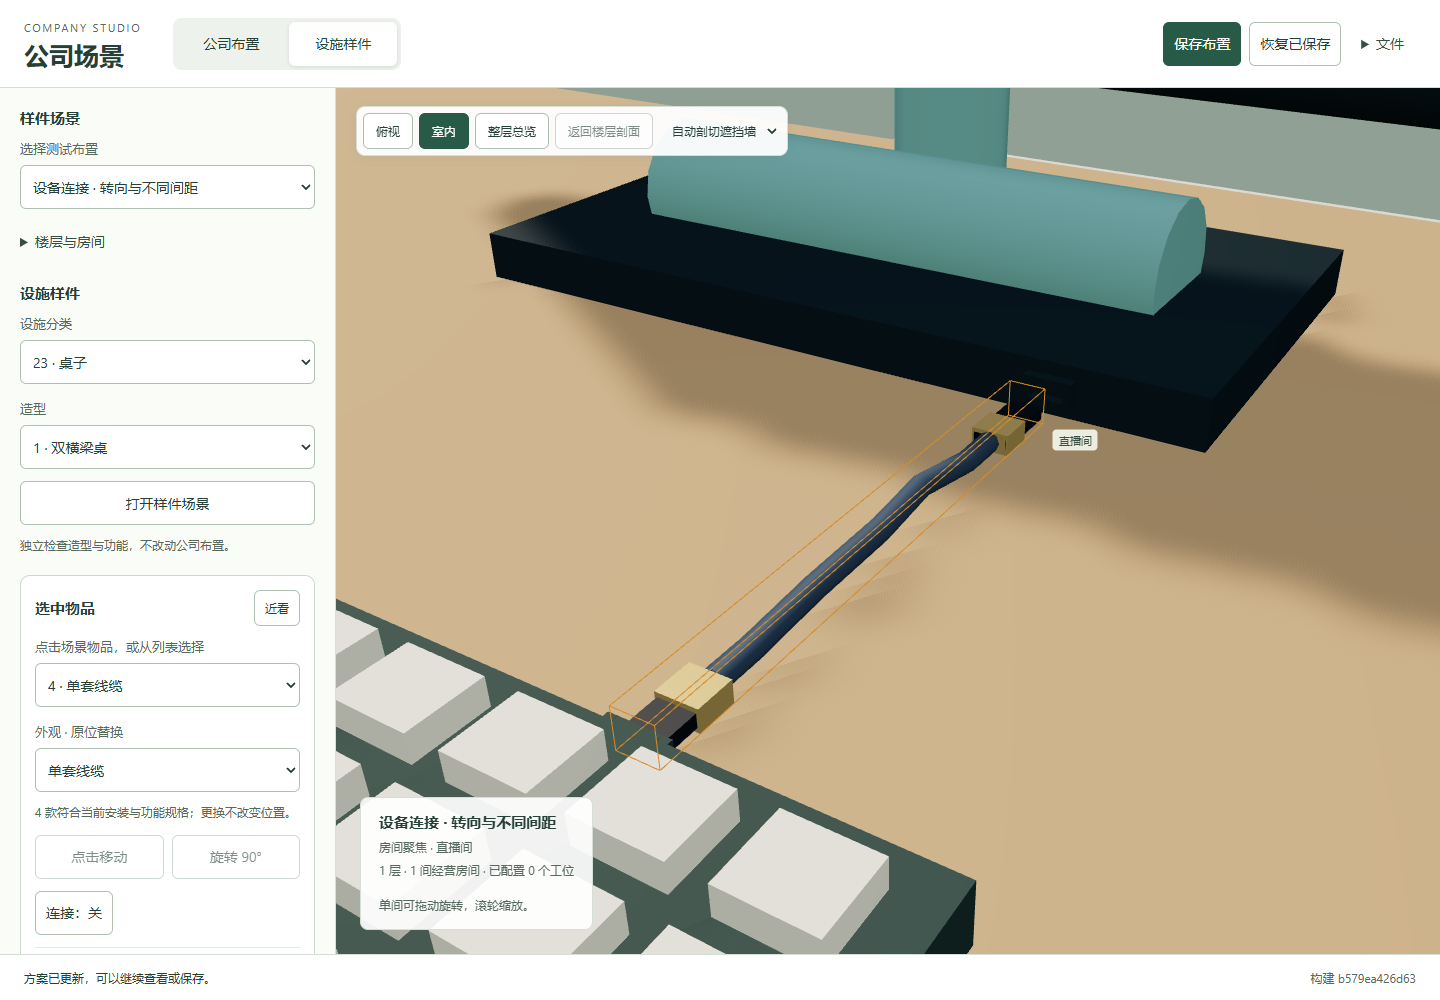 COMPANY STUDIO
公司场景
公司布置
设施样件
保存布置
恢复已保存
▶ 文件
样件场景
选择测试布置
设备连接 · 转向与不同间距
▶ 楼层与房间
设施样件
设施分类
23 · 桌子
造型
1 · 双横梁桌
打开样件场景
独立检查造型与功能，不改动公司布置。
选中物品
近看
点击场景物品，或从列表选择
4 · 单套线缆
外观 · 原位替换
单套线缆
4 款符合当前安装与功能规格；更换不改变位置。
点击移动
旋转 90°
连接：关
俯视
室内
整层总览
返回楼层剖面
自动剖切遮挡墙
直播间
设备连接 · 转向与不同间距
房间聚焦 · 直播间
1 层 · 1 间经营房间 · 已配置 0 个工位
单间可拖动旋转，滚轮缩放。
方案已更新，可以继续查看或保存。
构建 b579ea426d63